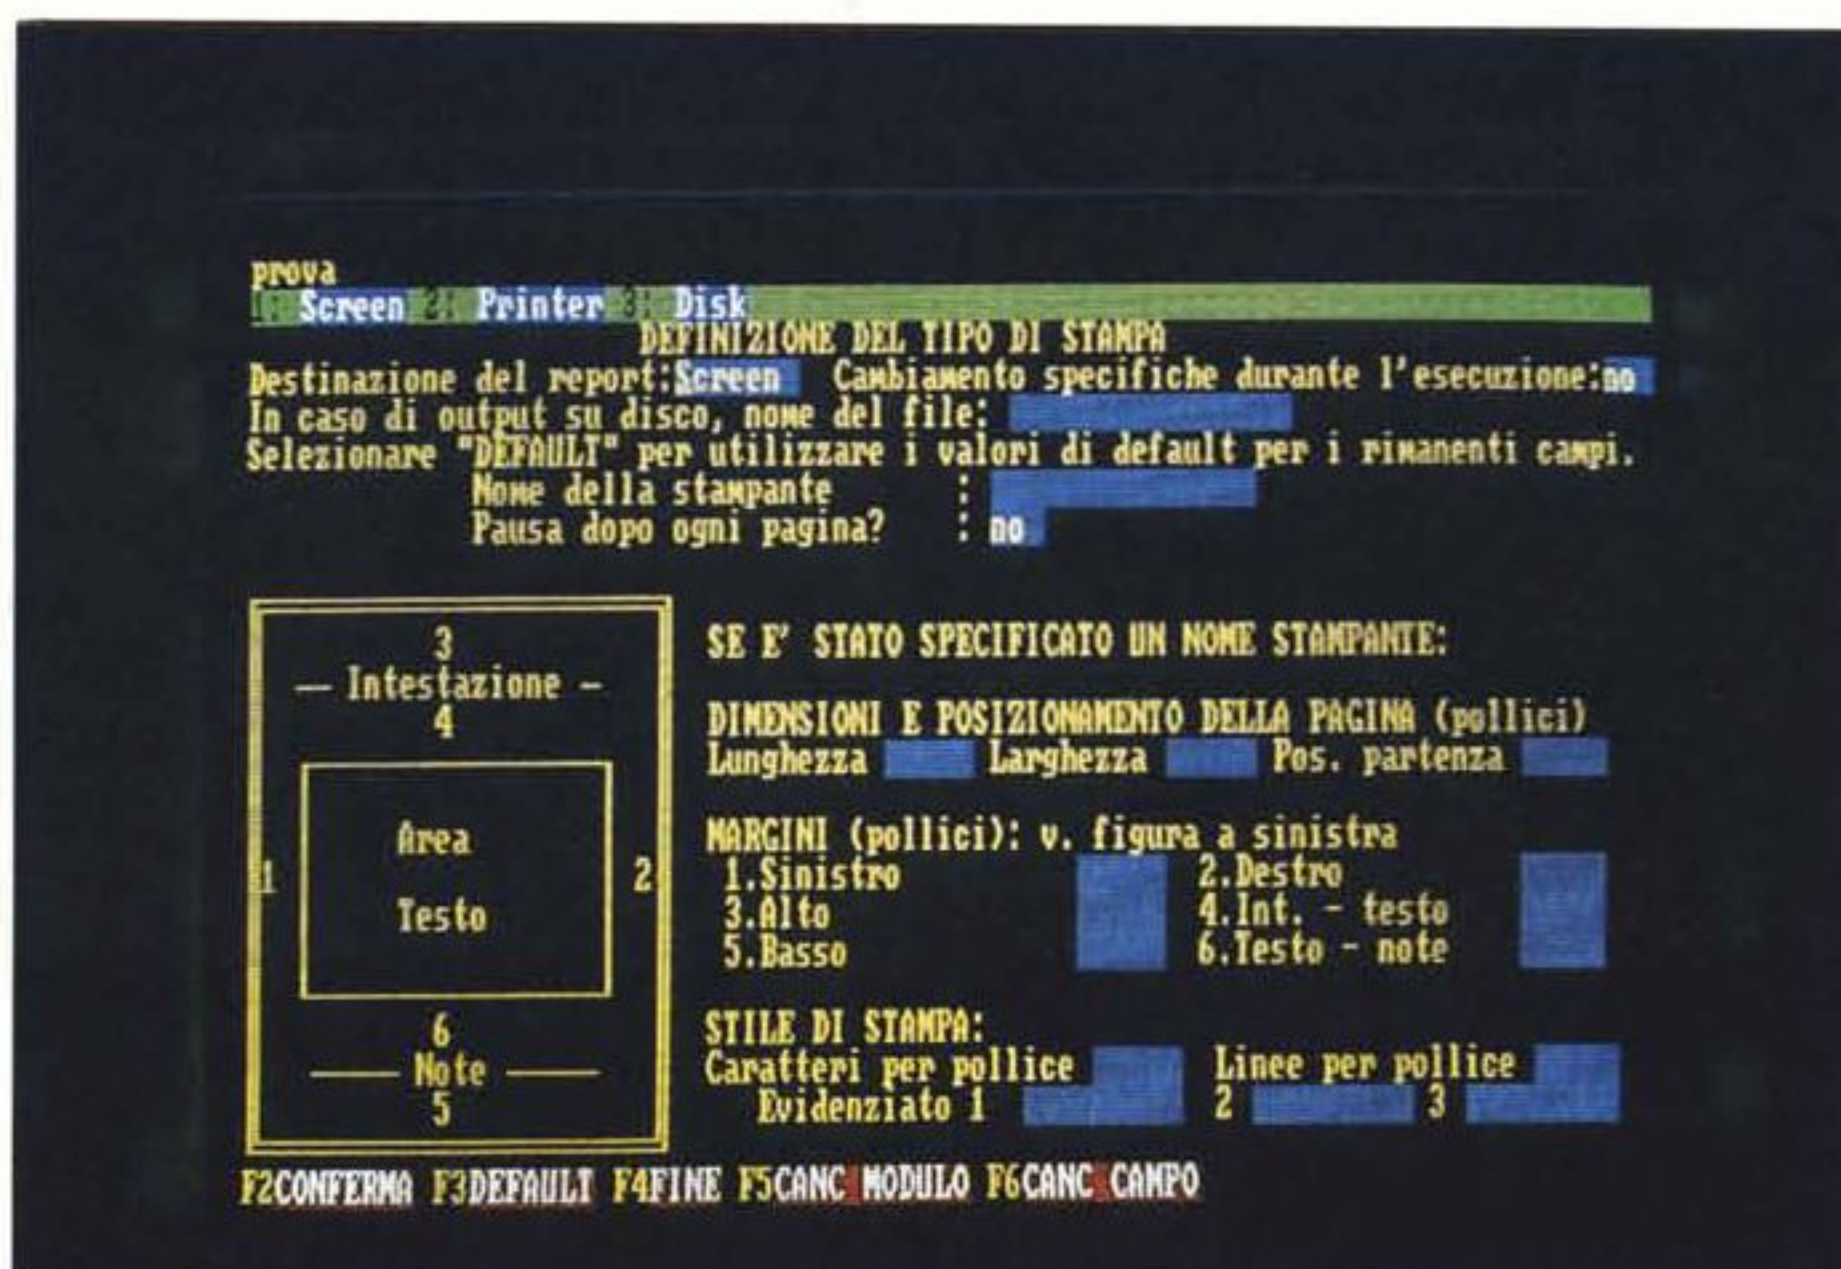 prova
1: Screen 2: Printer 3: Disk
DEFINIZIONE DEL TIPO DI STAMPA
Destinazione del report:Screen Cambiamento specifiche durante l'esecuzione:no
In caso di output su disco, nome del file:
Selezionare "DEFAULT" per utilizzare i valori di default per i rimanenti campi.
Nome della stampante :
Pausa dopo ogni pagina? : no
3
— Intestazione –
4
Area
1
2
Testo
6
— Note —
5
SE E' STATO SPECIFICATO UN NOME STAMPANTE:
DIMENSIONI E POSIZIONAMENTO DELLA PAGINA (pollici)
Lunghezza Larghezza Pos. partenza
MARGINI (pollici): v. figura a sinistra
1.Sinistro 2.Destro
3.Alto 4.Int. - testo
5.Basso 6.Testo - note
STILE DI STAMPA:
Caratteri per pollice Linee per pollice
Evidenziato 1 2 3
F2CONFERMA F3DEFAULT F4FINE F5CANC MODULO F6CANC CAMPO